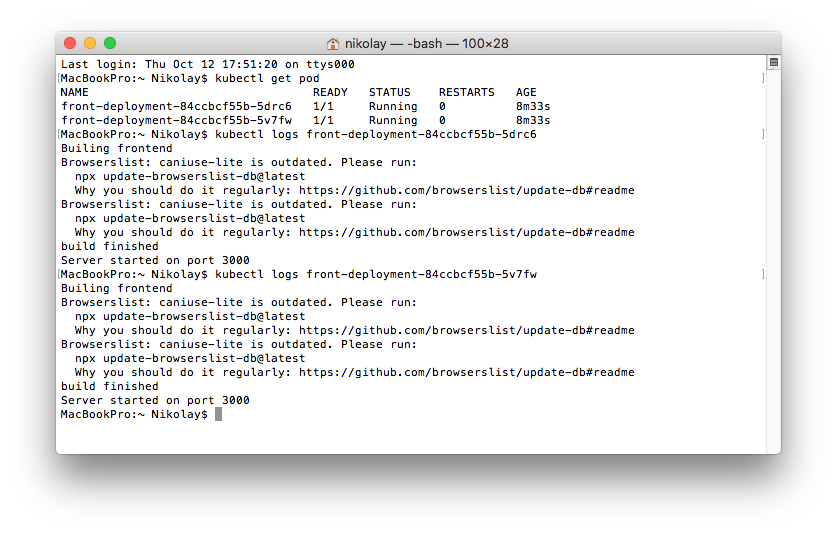 nikolay — -bash — 100×28
Last login: Thu Oct 12 17:51:20 on ttys000
[MacBookPro:~ Nikolay$ kubectl get pod ]
NAME READY STATUS RESTARTS AGE
front-deployment-84ccbcf55b-5drc6 1/1 Running 0 8m33s
front-deployment-84ccbcf55b-5v7fw 1/1 Running 0 8m33s
[MacBookPro:~ Nikolay$ kubectl logs front-deployment-84ccbcf55b-5drc6 ]
Builing frontend
Browserslist: caniuse-lite is outdated. Please run:
npx update-browserslist-db@latest
Why you should do it regularly: https://github.com/browserslist/update-db#readme
Browserslist: caniuse-lite is outdated. Please run:
npx update-browserslist-db@latest
Why you should do it regularly: https://github.com/browserslist/update-db#readme
build finished
Server started on port 3000
[MacBookPro:~ Nikolay$ kubectl logs front-deployment-84ccbcf55b-5v7fw ]
Builing frontend
Browserslist: caniuse-lite is outdated. Please run:
npx update-browserslist-db@latest
Why you should do it regularly: https://github.com/browserslist/update-db#readme
Browserslist: caniuse-lite is outdated. Please run:
npx update-browserslist-db@latest
Why you should do it regularly: https://github.com/browserslist/update-db#readme
build finished
Server started on port 3000
MacBookPro:~ Nikolay$